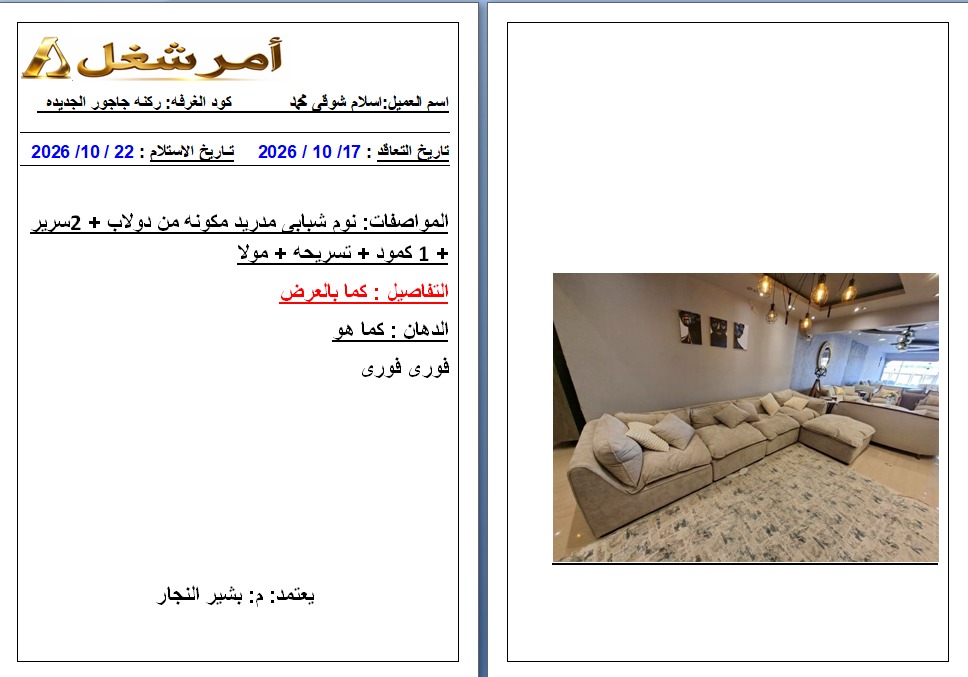 أمر شغل
اسم العميل:اسلام شوقى محمد كود الغرفه: ركنه جاجور الجديده
تاريخ التعاقد : 17/ 10 / 2026 تاريخ الاستلام : 22 / 10/ 2026
المواصفات: نوم شبابى مدريد مكونه من دولاب + 2سرير
+ 1 كمود + تسريحه + مولا
التفاصيل : كما بالعرض
الدهان : كما هو
فورى فورى
يعتمد: م: بشير النجار